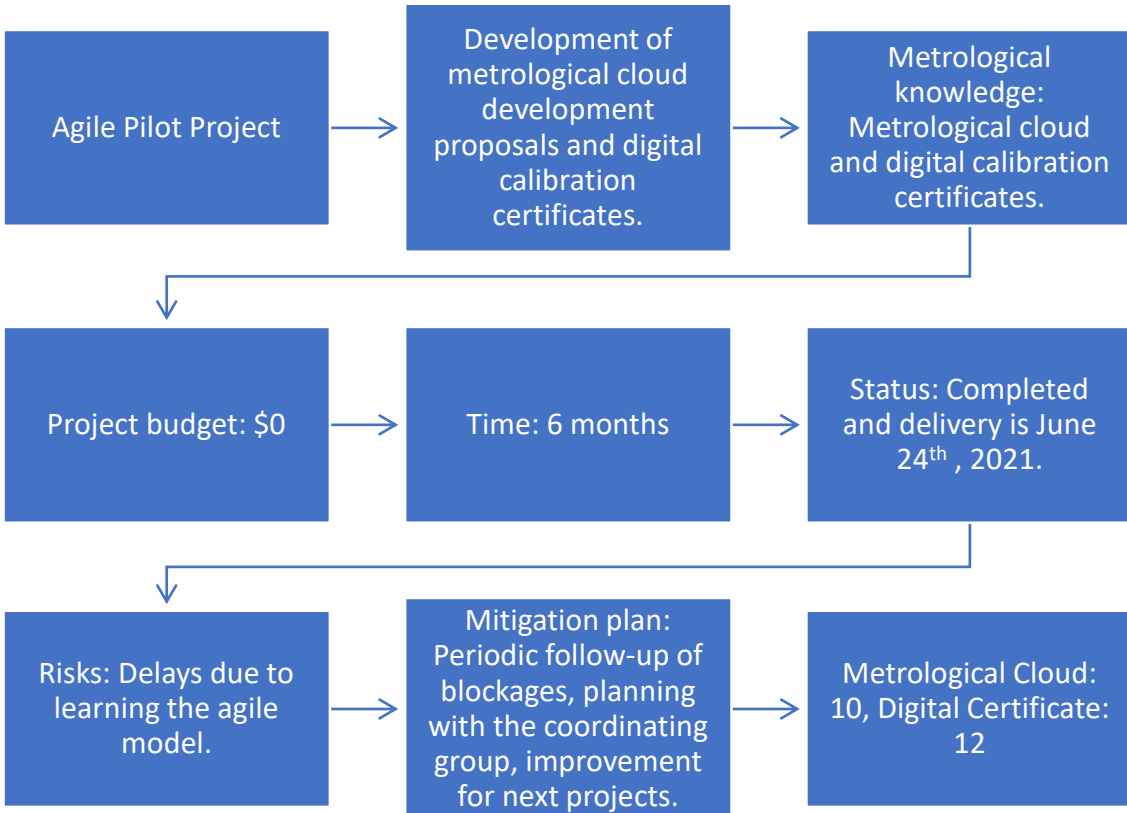 Agile Pilot Project
Development of
metrological cloud
development
proposals and digital
calibration
certificates.
Metrological
knowledge:
Metrological cloud
and digital calibration
certificates.
Project budget: $0
Time: 6 months
Status: Completed
and delivery is June
24th , 2021.
Risks: Delays due to
learning the agile
model.
Mitigation plan:
Periodic follow-up of
blockages, planning
with the coordinating
group, improvement
for next projects.
Metrological Cloud:
10, Digital Certificate:
12